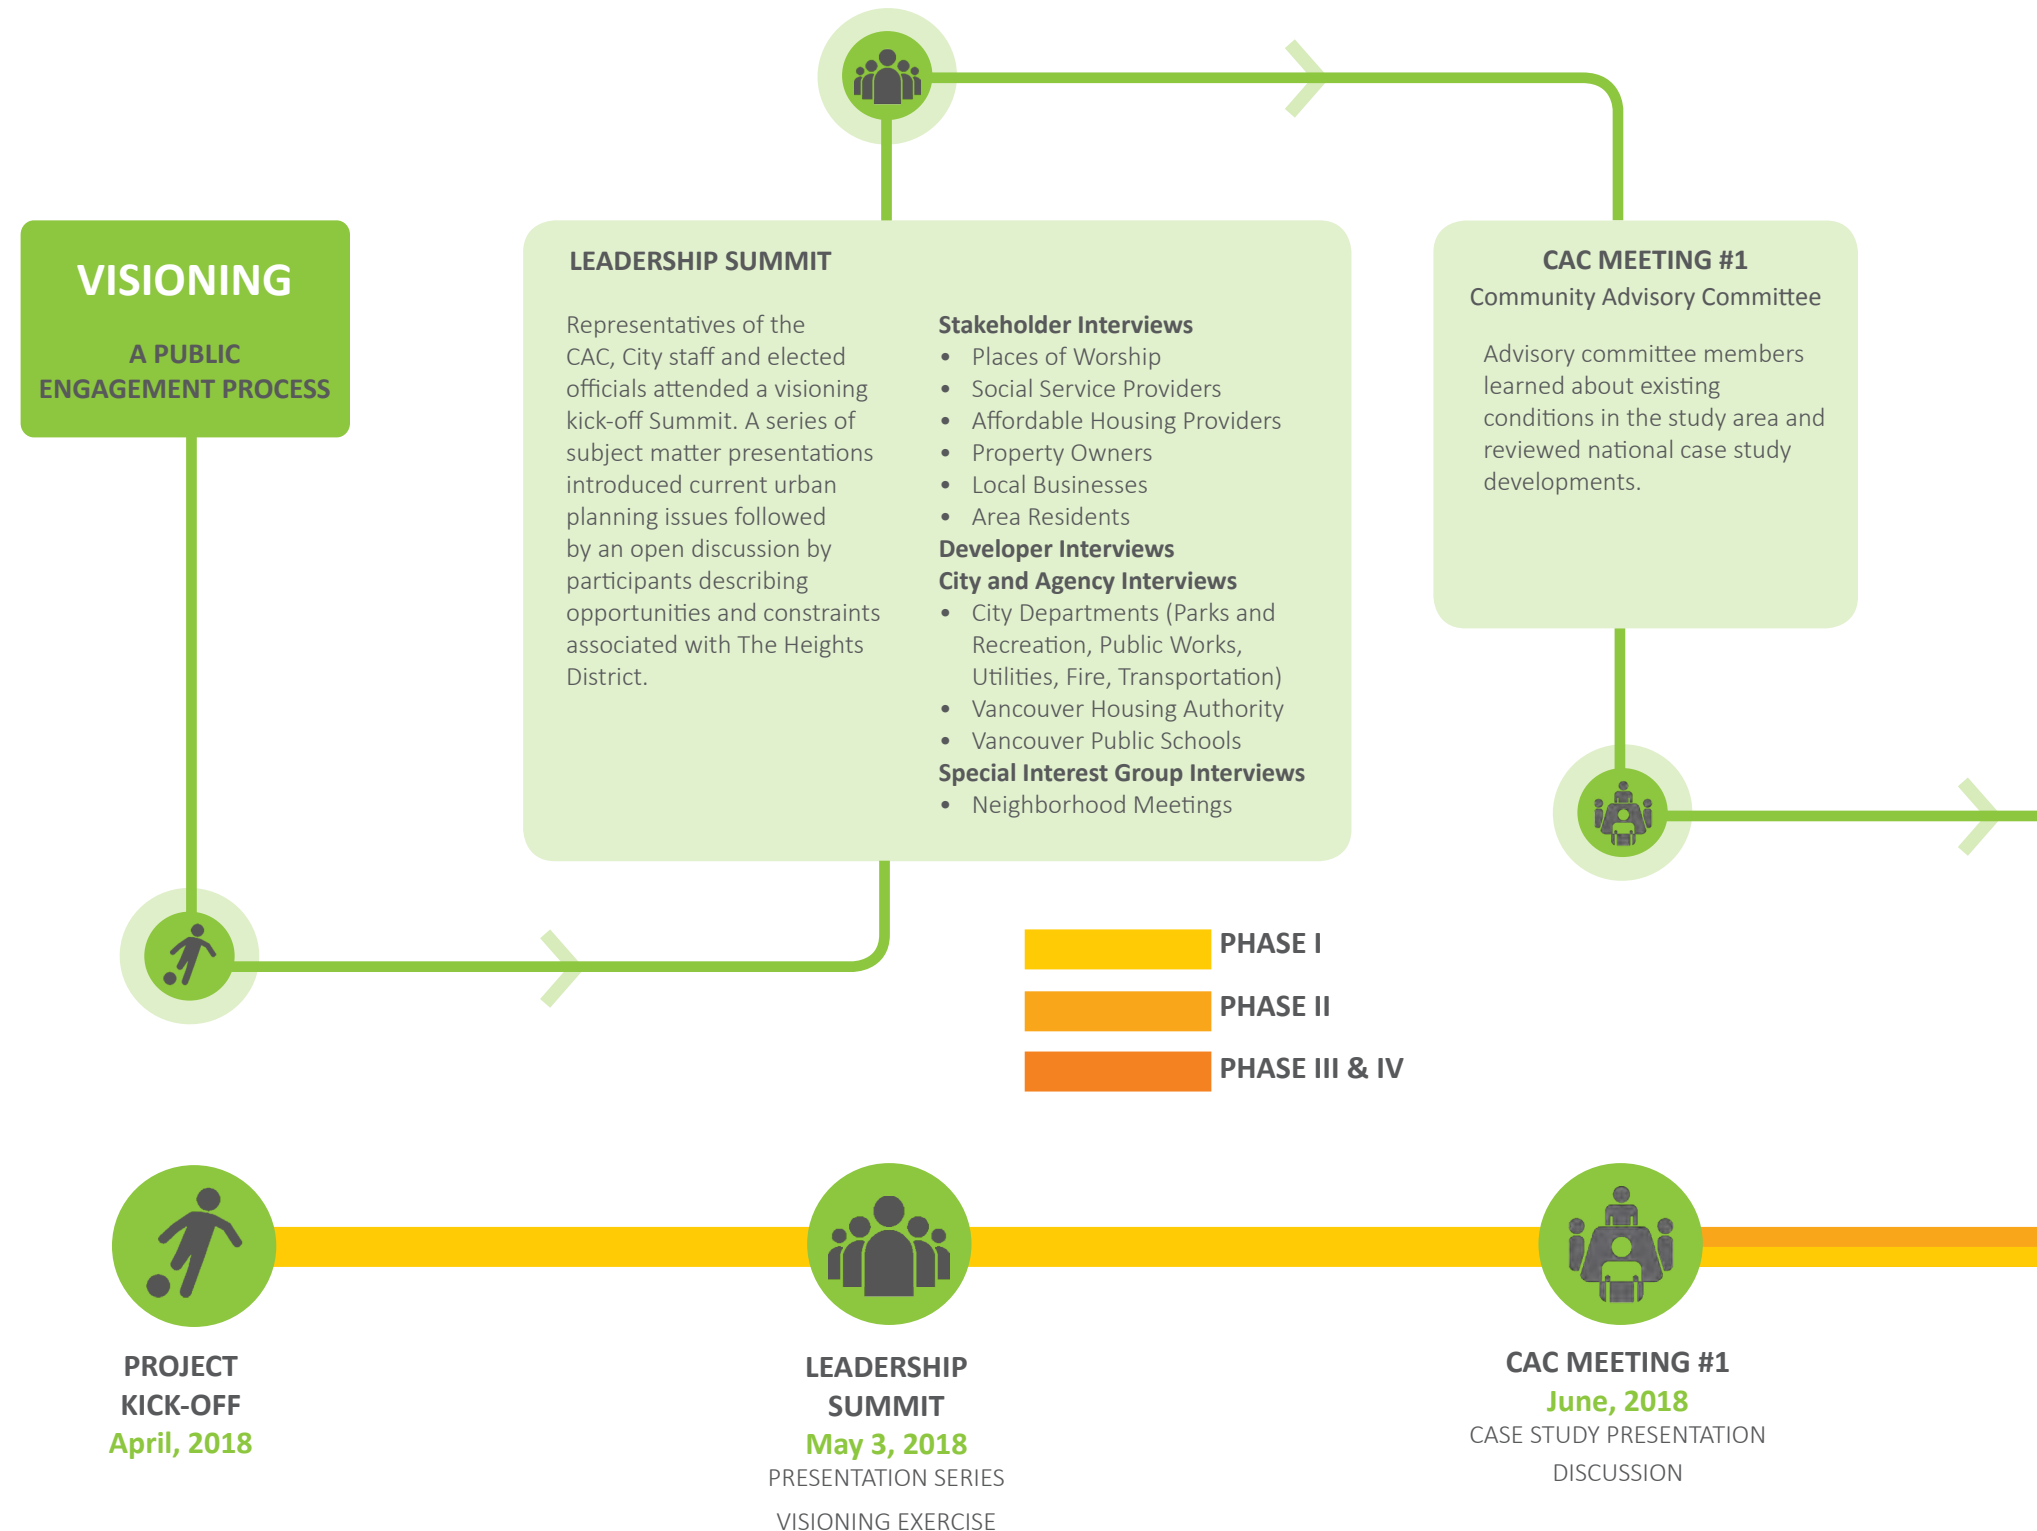 VISIONING
A PUBLIC
ENGAGEMENT PROCESS
LEADERSHIP SUMMIT
Representatives of the
CAC, City staff and elected
officials attended a visioning
kick-off Summit. A series of
subject matter presentations
introduced current urban
planning issues followed
by an open discussion by
participants describing
opportunities and constraints
associated with The Heights
District.
Stakeholder Interviews
• Places of Worship
• Social Service Providers
• Affordable Housing Providers
• Property Owners
• Local Businesses
• Area Residents
Developer Interviews
City and Agency Interviews
• City Departments (Parks and
Recreation, Public Works,
Utilities, Fire, Transportation)
• Vancouver Housing Authority
• Vancouver Public Schools
Special Interest Group Interviews
• Neighborhood Meetings
CAC MEETING #1
Community Advisory Committee
Advisory committee members
learned about existing
conditions in the study area and
reviewed national case study
developments.
PHASE I
PHASE II
PHASE III & IV
PROJECT
KICK-OFF
April, 2018
LEADERSHIP
SUMMIT
May 3, 2018
PRESENTATION SERIES
VISIONING EXERCISE
CAC MEETING #1
June, 2018
CASE STUDY PRESENTATION
DISCUSSION